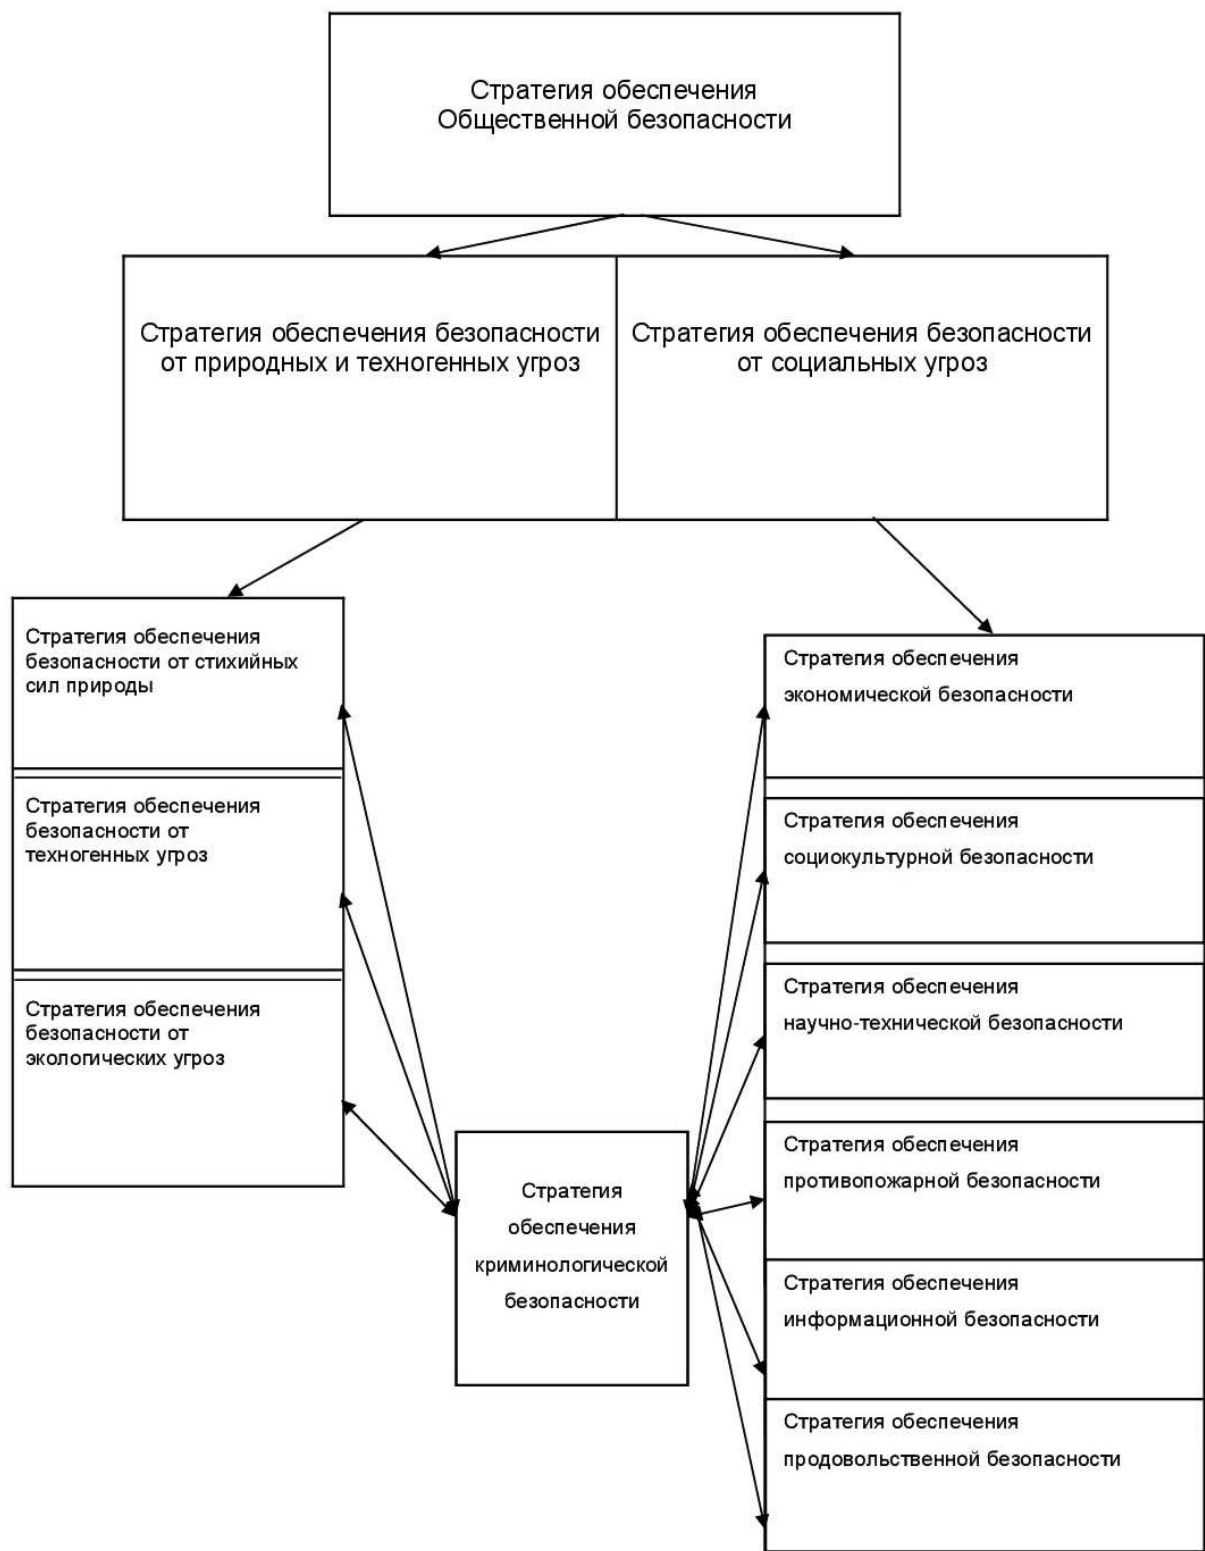 Стратегия обеспечения
Общественной безопасности
Стратегия обеспечения безопасности
от природных и техногенных угроз
Стратегия обеспечения безопасности
от социальных угроз
Стратегия обеспечения
безопасности от стихийных
сил природы
Стратегия обеспечения
безопасности от
техногенных угроз
Стратегия обеспечения
безопасности от
экологических угроз
Стратегия
обеспечения
криминологической
безопасности
Стратегия обеспечения
экономической безопасности
Стратегия обеспечения
социокультурной безопасности
Стратегия обеспечения
научно-технической безопасности
Стратегия обеспечения
противопожарной безопасности
Стратегия обеспечения
информационной безопасности
Стратегия обеспечения
продовольственной безопасности